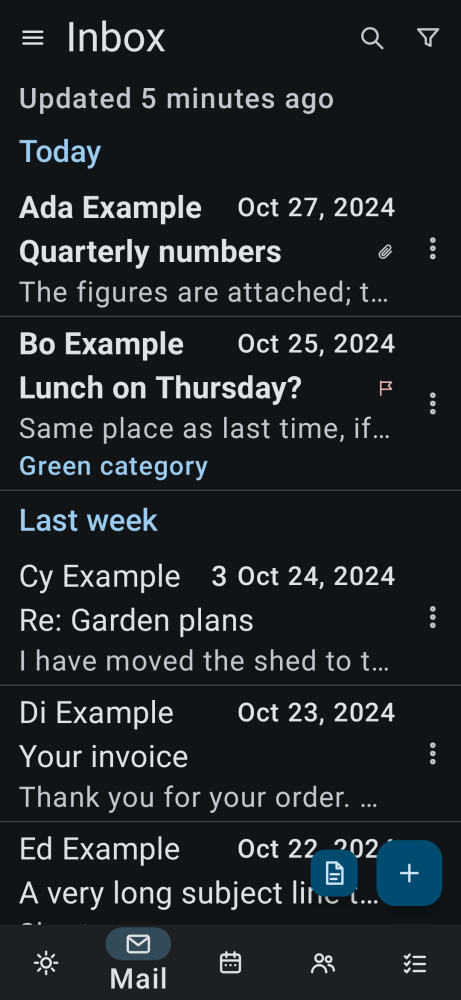 Inbox
Updated 5 minutes ago
Today
Ada Example Oct 27, 2024
Quarterly numbers
The figures are attached; t…
Bo Example Oct 25, 2024
Lunch on Thursday?
Same place as last time, if…
Green category
Last week
Cy Example 3 Oct 24, 2024
Re: Garden plans
I have moved the shed to t…
Di Example Oct 23, 2024
Your invoice
Thank you for your order. …
Ed Example Oct 22, 2024
A very long subject line t…
Mail